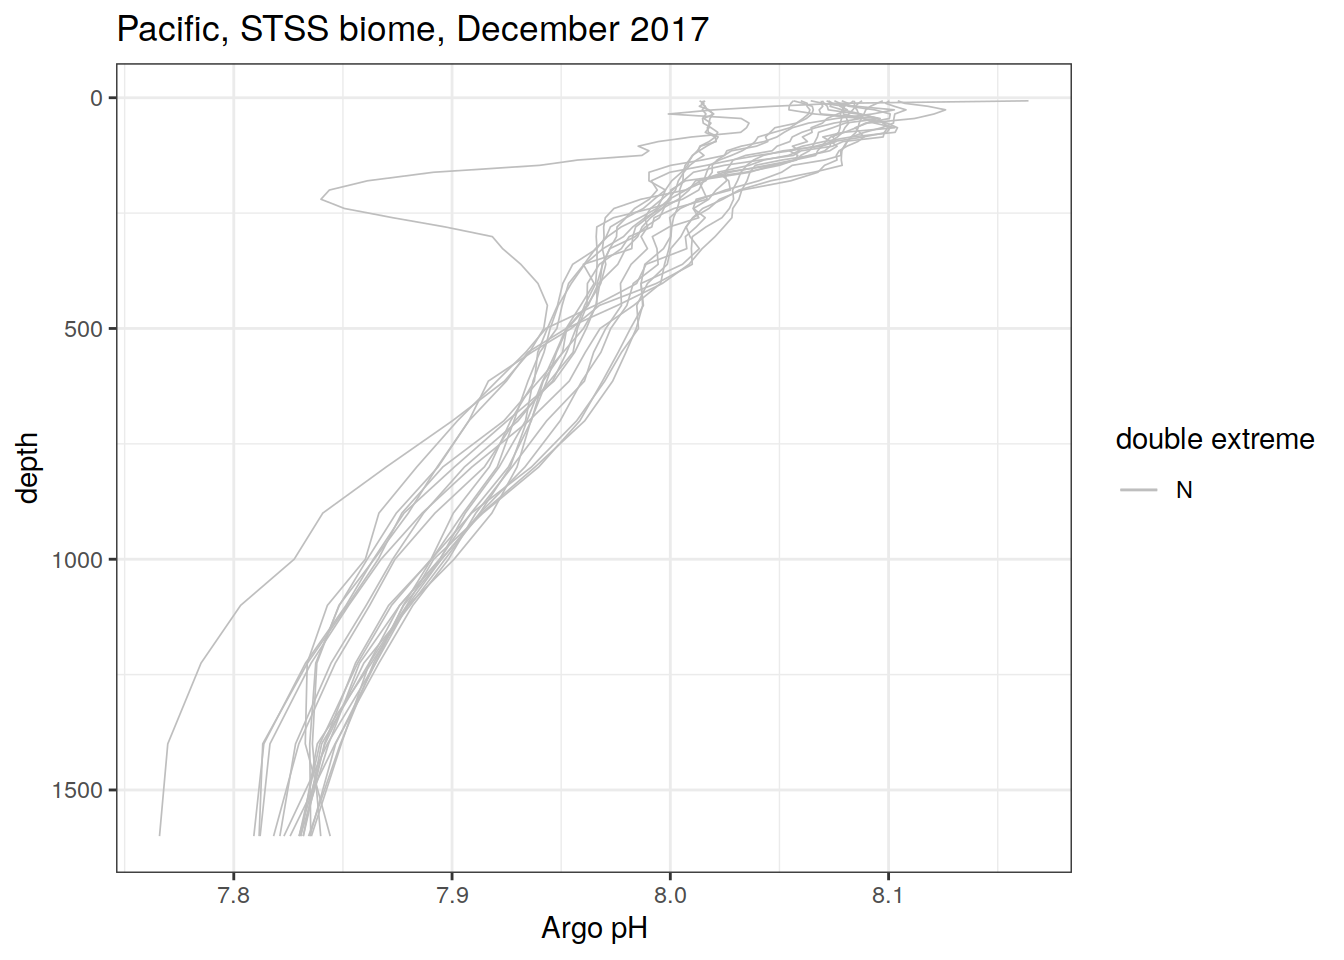 Pacific, STSS biome, December 2017
0
500
1000
1500
depth
7.8
7.9
8.0
8.1
Argo pH
double extreme
N